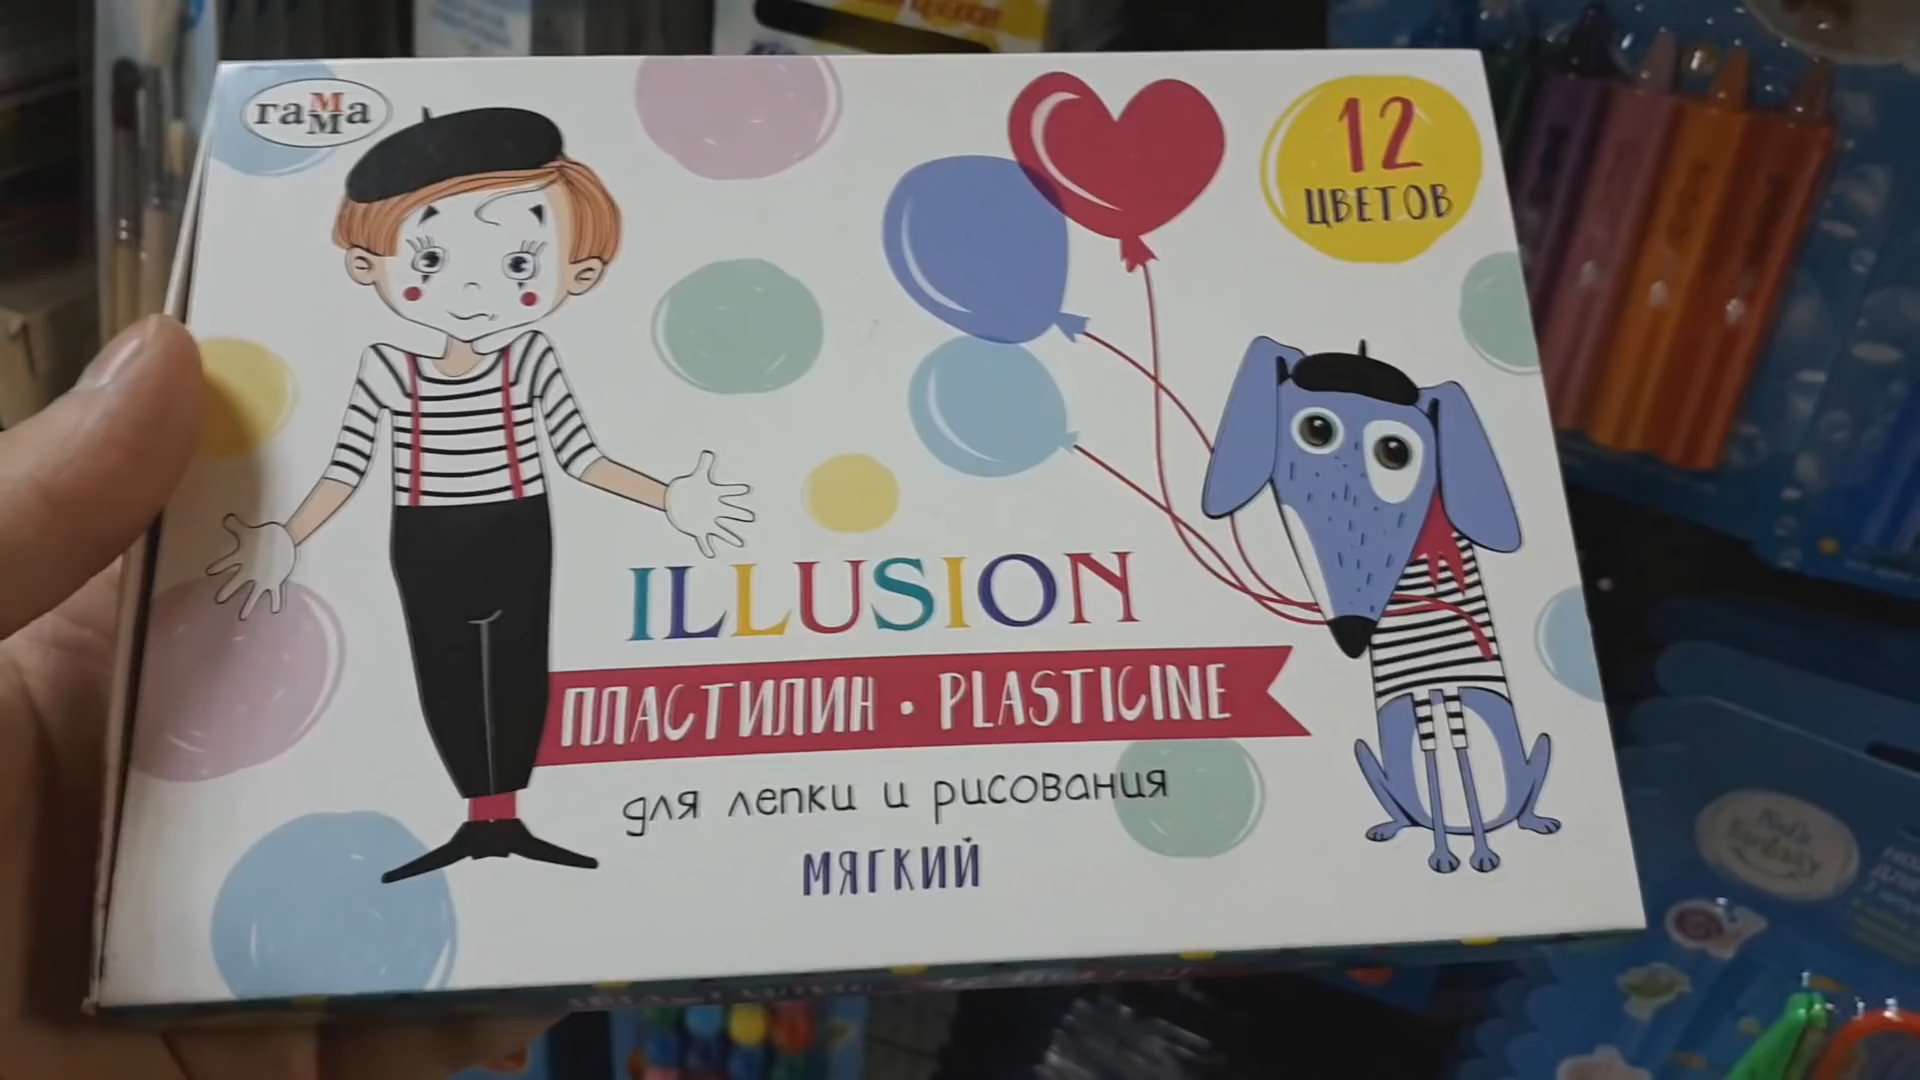 гамма
12
ЦВЕТОВ
ILLUSION
ПЛАСТИЛИН · PLASTICINE
для лепки и рисования
МЯГКИЙ